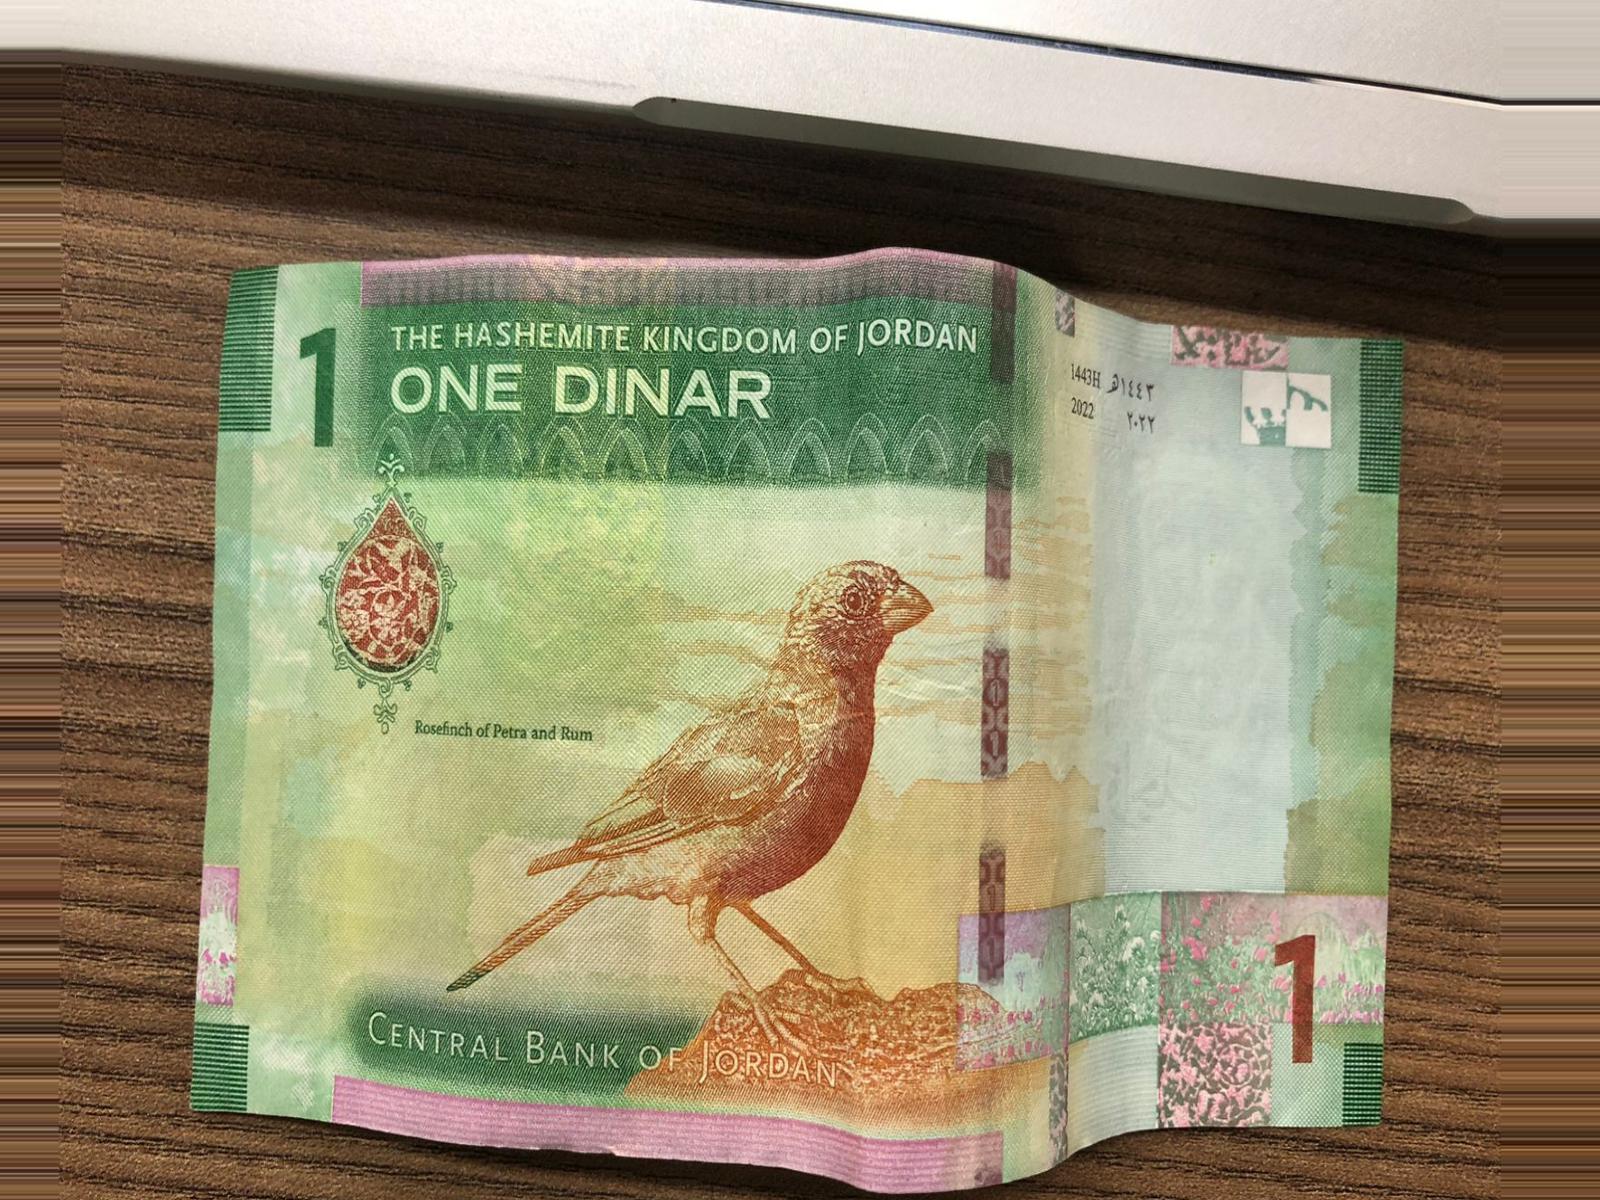 1
THE HASHEMITE KINGDOM OF JORDAN
ONE DINAR
1443H ١٤٤٣هـ
2022 ٢٠٢٢
Rosefinch of Petra and Rum
CENTRAL BANK OF JORDAN
1